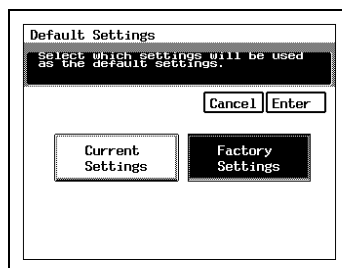 Default Settings
Select which settings will be used
as the default settings.
Cancel Enter
Current Factory
Settings Settings